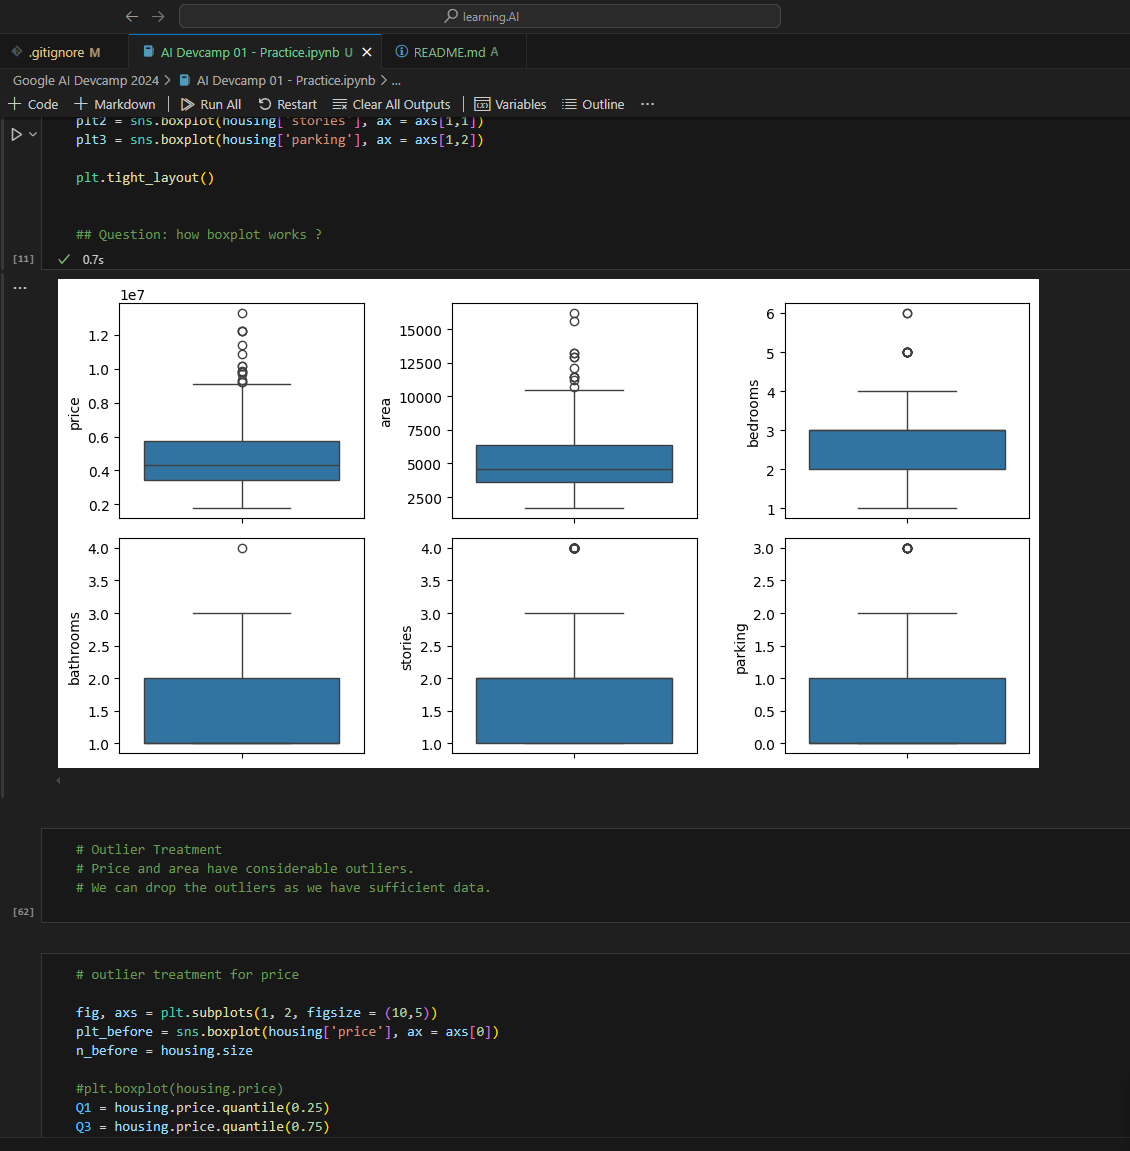 learning.AI
.gitignore M
AI Devcamp 01 - Practice.ipynb U
README.md A
Google AI Devcamp 2024 > AI Devcamp 01 - Practice.ipynb > ...
+ Code + Markdown | Run All Restart Clear All Outputs | Variables Outline ...
plt2 = sns.boxplot(housing['stories'], ax = axs[1,1])
plt3 = sns.boxplot(housing['parking'], ax = axs[1,2])
plt.tight_layout()
## Question: how boxplot works ?
[11] 0.7s
...
1e7
price
1.2
1.0
0.8
0.6
0.4
0.2
area
15000
12500
10000
7500
5000
2500
bedrooms
6
5
4
3
2
1
bathrooms
4.0
3.5
3.0
2.5
2.0
1.5
1.0
stories
4.0
3.5
3.0
2.5
2.0
1.5
1.0
parking
3.0
2.5
2.0
1.5
1.0
0.5
0.0
# Outlier Treatment
# Price and area have considerable outliers.
# We can drop the outliers as we have sufficient data.
[62]
# outlier treatment for price
fig, axs = plt.subplots(1, 2, figsize = (10,5))
plt_before = sns.boxplot(housing['price'], ax = axs[0])
n_before = housing.size
#plt.boxplot(housing.price)
Q1 = housing.price.quantile(0.25)
Q3 = housing.price.quantile(0.75)